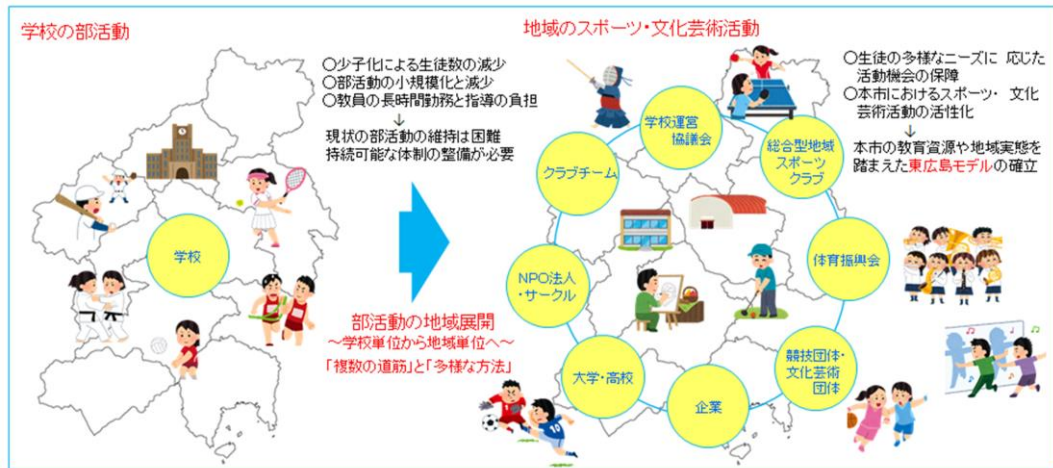 学校の部活動
○少子化による生徒数の減少
○部活動の小規模化と減少
○教員の長時間勤務と指導の負担
↓
現状の部活動の維持は困難
持続可能な体制の整備が必要
学校
部活動の地域展開
~学校単位から地域単位へ~
「複数の道筋」と「多様な方法」
地域のスポーツ・文化芸術活動
○生徒の多様なニーズに 応じた
活動機会の保障
○本市におけるスポーツ・ 文化
芸術活動の活性化
↓
本市の教育資源や地域実態を
踏まえた東広島モデルの確立
学校運営
協議会
総合型地域
スポーツ
クラブ
クラブチーム
体育振興会
NPO法人
・サークル
競技団体・
文化芸術
団体
大学・高校
企業
10